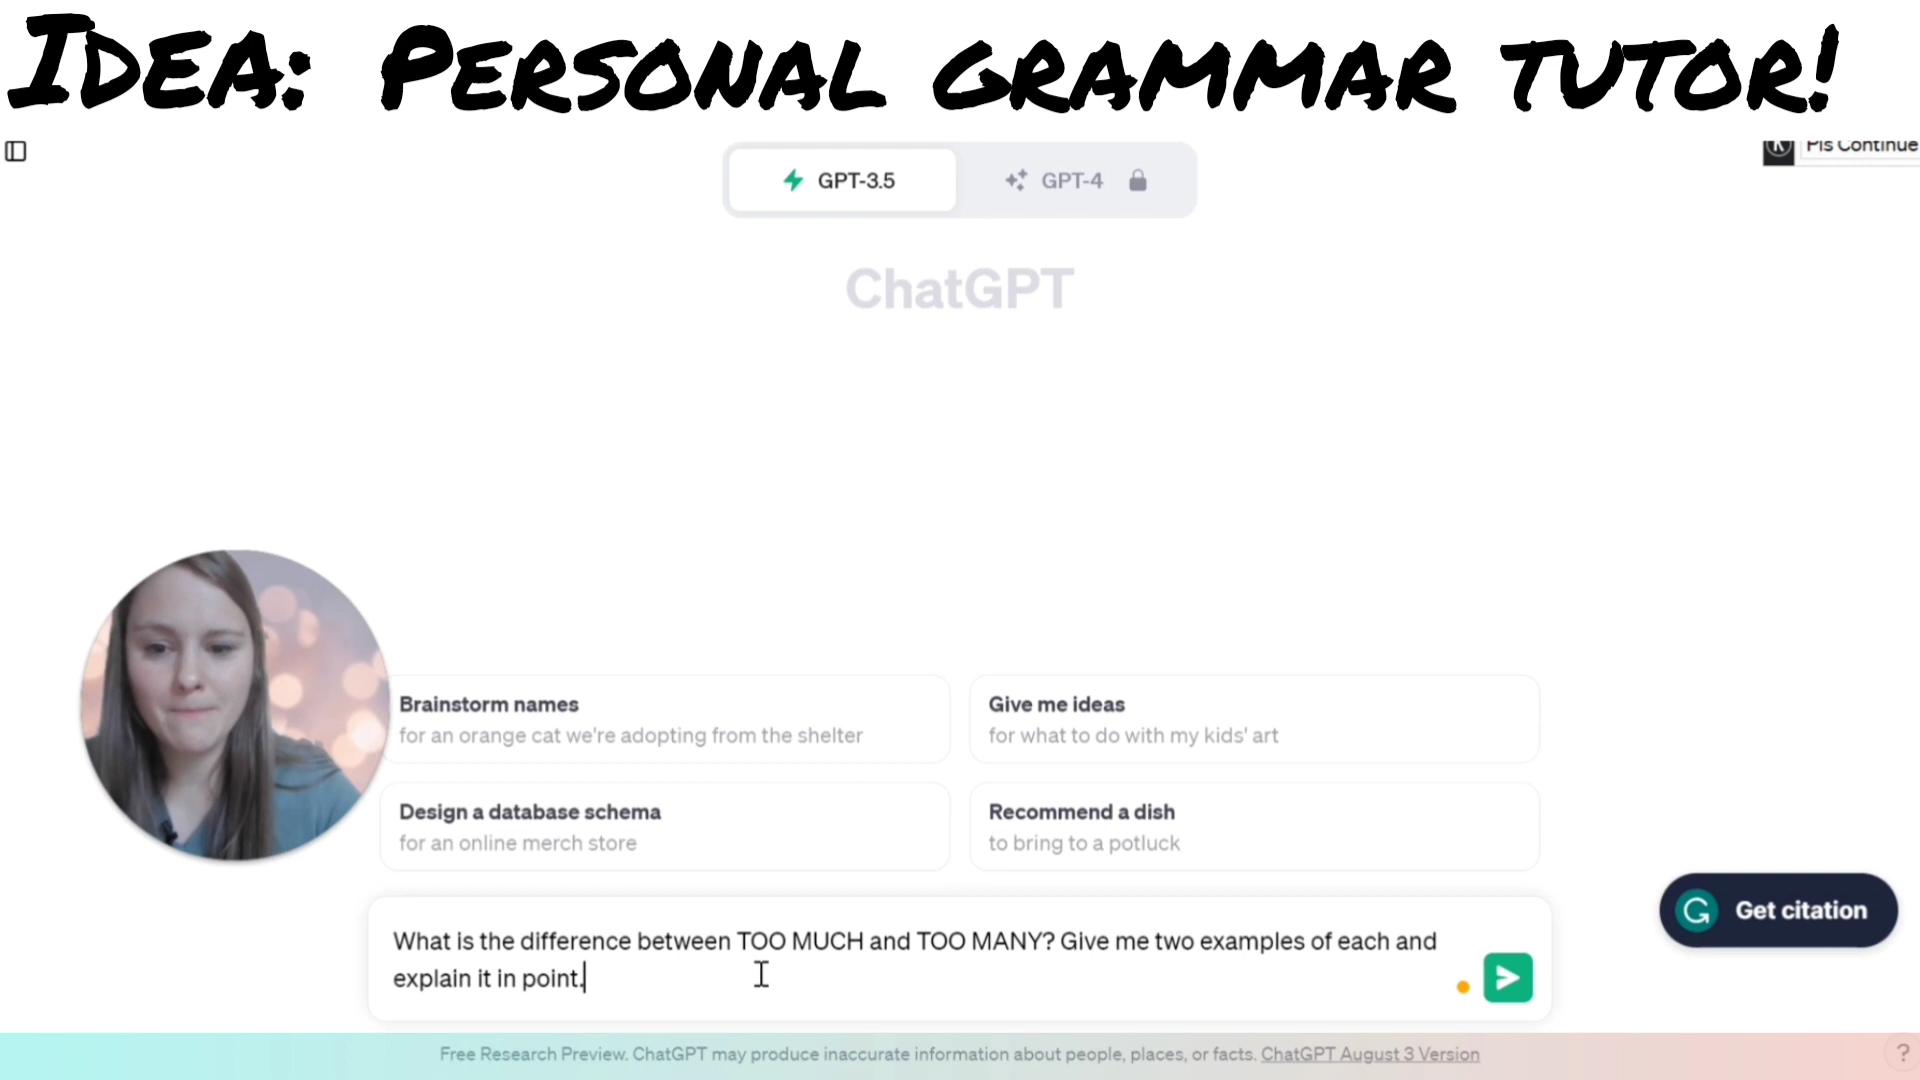 IDEA: PERSONAL GRAMMAR TUTOR!
Pls Continue
GPT-3.5
GPT-4
ChatGPT
Brainstorm names
for an orange cat we're adopting from the shelter
Give me ideas
for what to do with my kids' art
Design a database schema
for an online merch store
Recommend a dish
to bring to a potluck
Get citation
What is the difference between TOO MUCH and TOO MANY? Give me two examples of each and
explain it in point.
Free Research Preview. ChatGPT may produce inaccurate information about people, places, or facts. ChatGPT August 3 Version
?